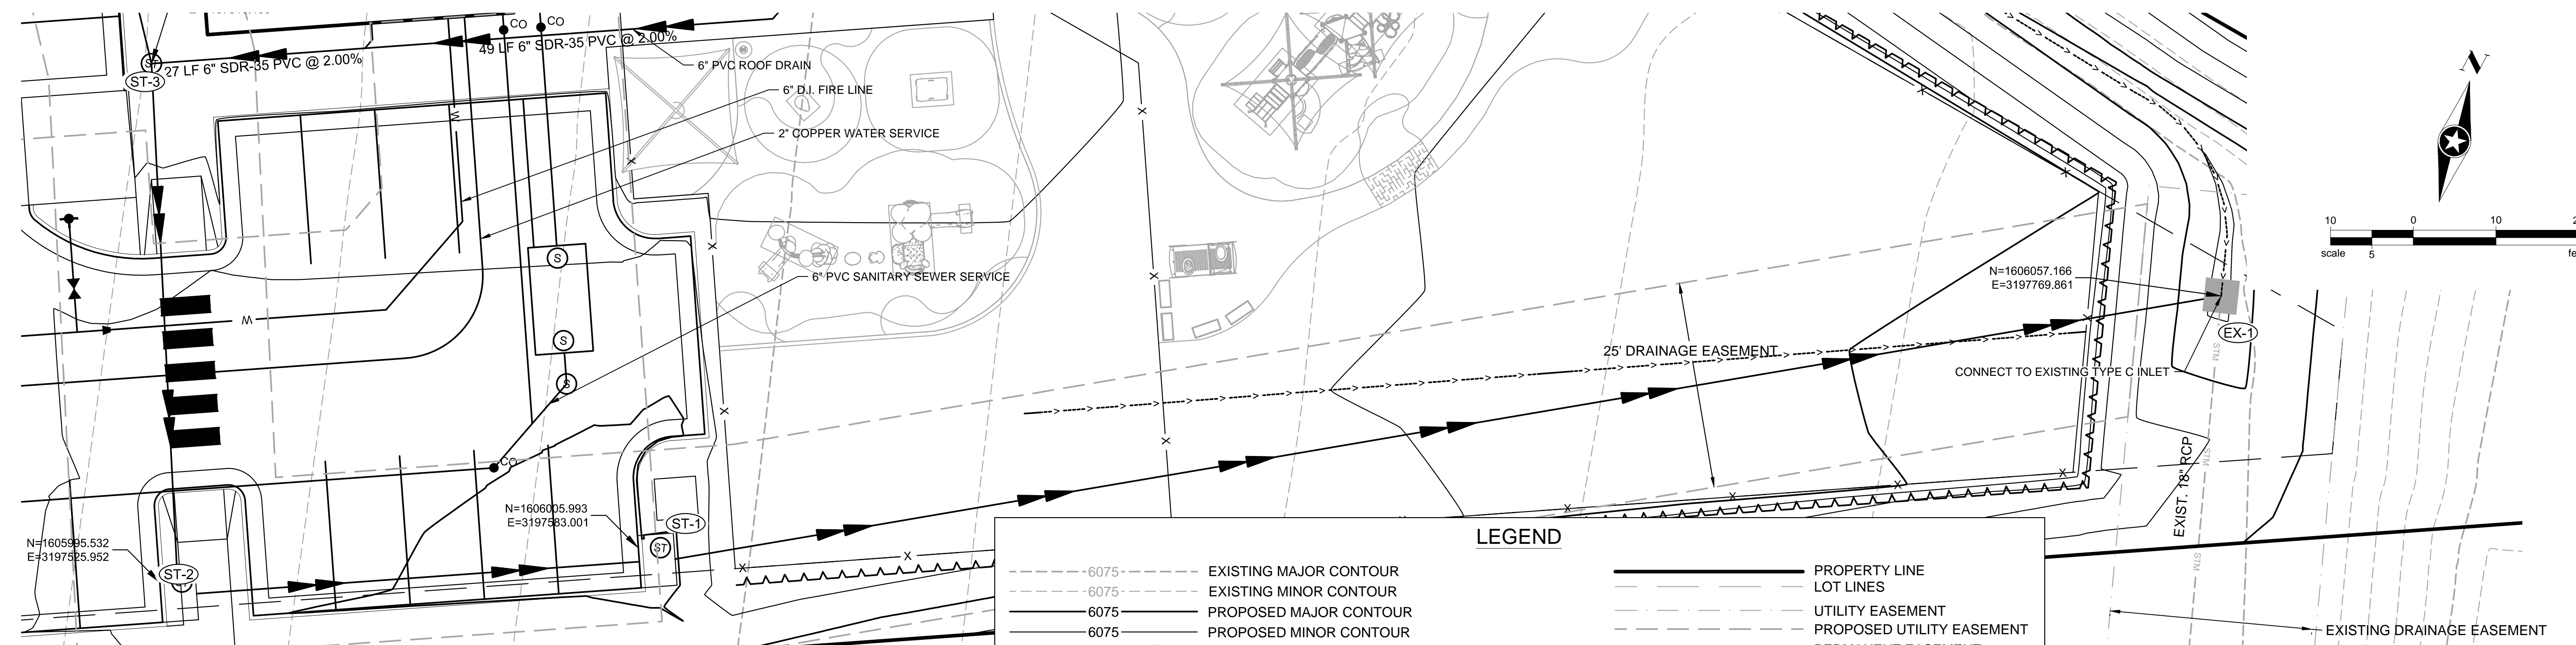 CO
CO
49 LF 6" SDR-35 PVC @ 2.00%
ST
27 LF 6" SDR-35 PVC @ 2.00%
ST-3
6" PVC ROOF DRAIN
6" D.I. FIRE LINE
2" COPPER WATER SERVICE
W
S
6" PVC SANITARY SEWER SERVICE
W
S
S
CO
N=1606005.993
E=3197583.001
ST-1
ST
N=1605995.532
E=3197525.952
ST-2
N
10 0 10
scale 5
N=1606057.166
E=3197769.861
EX-1
STM
25' DRAINAGE EASEMENT
CONNECT TO EXISTING TYPE C INLET
EXIST. 18" RCP
STM
STM
LEGEND
6075 EXISTING MAJOR CONTOUR
6075 EXISTING MINOR CONTOUR
6075 PROPOSED MAJOR CONTOUR
6075 PROPOSED MINOR CONTOUR
PROPERTY LINE
LOT LINES
UTILITY EASEMENT
PROPOSED UTILITY EASEMENT
EXISTING DRAINAGE EASEMENT